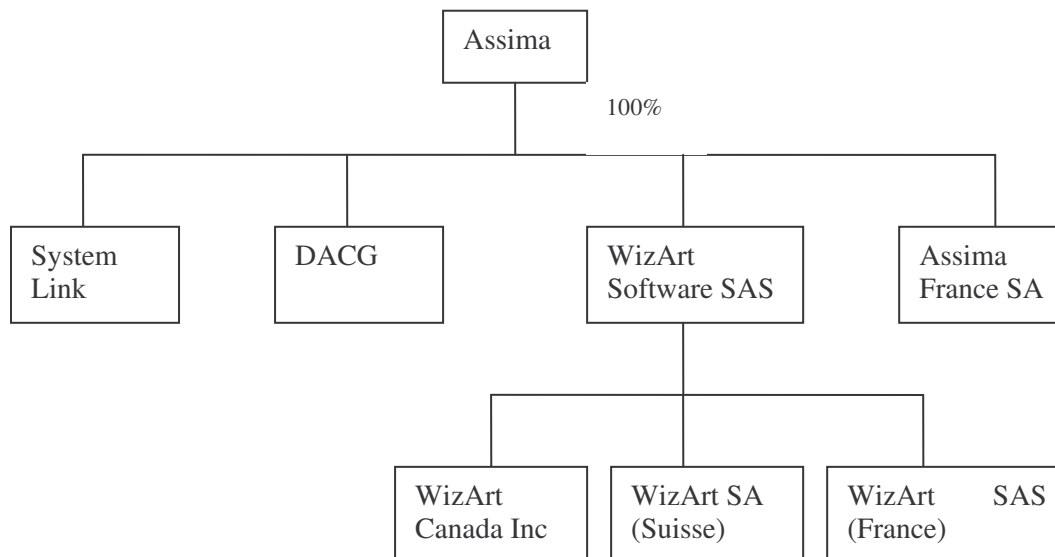 Assima
100%
System
Link
DACG
WizArt
Software SAS
Assima
France SA
WizArt
Canada Inc
WizArt SA
(Suisse)
WizArt SAS
(France)